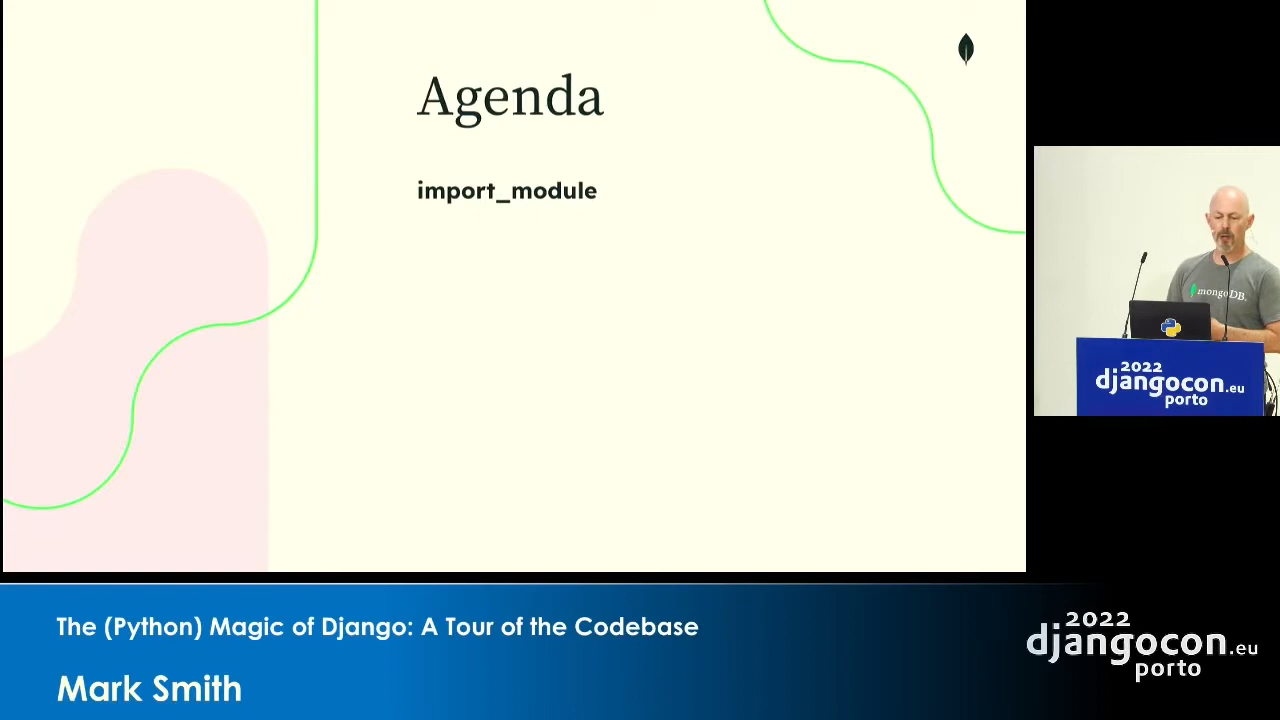 Agenda
import_module
mongoDB.
2022
djangocon.eu
porto
The (Python) Magic of Django: A Tour of the Codebase
Mark Smith
2022
djangocon.eu
porto